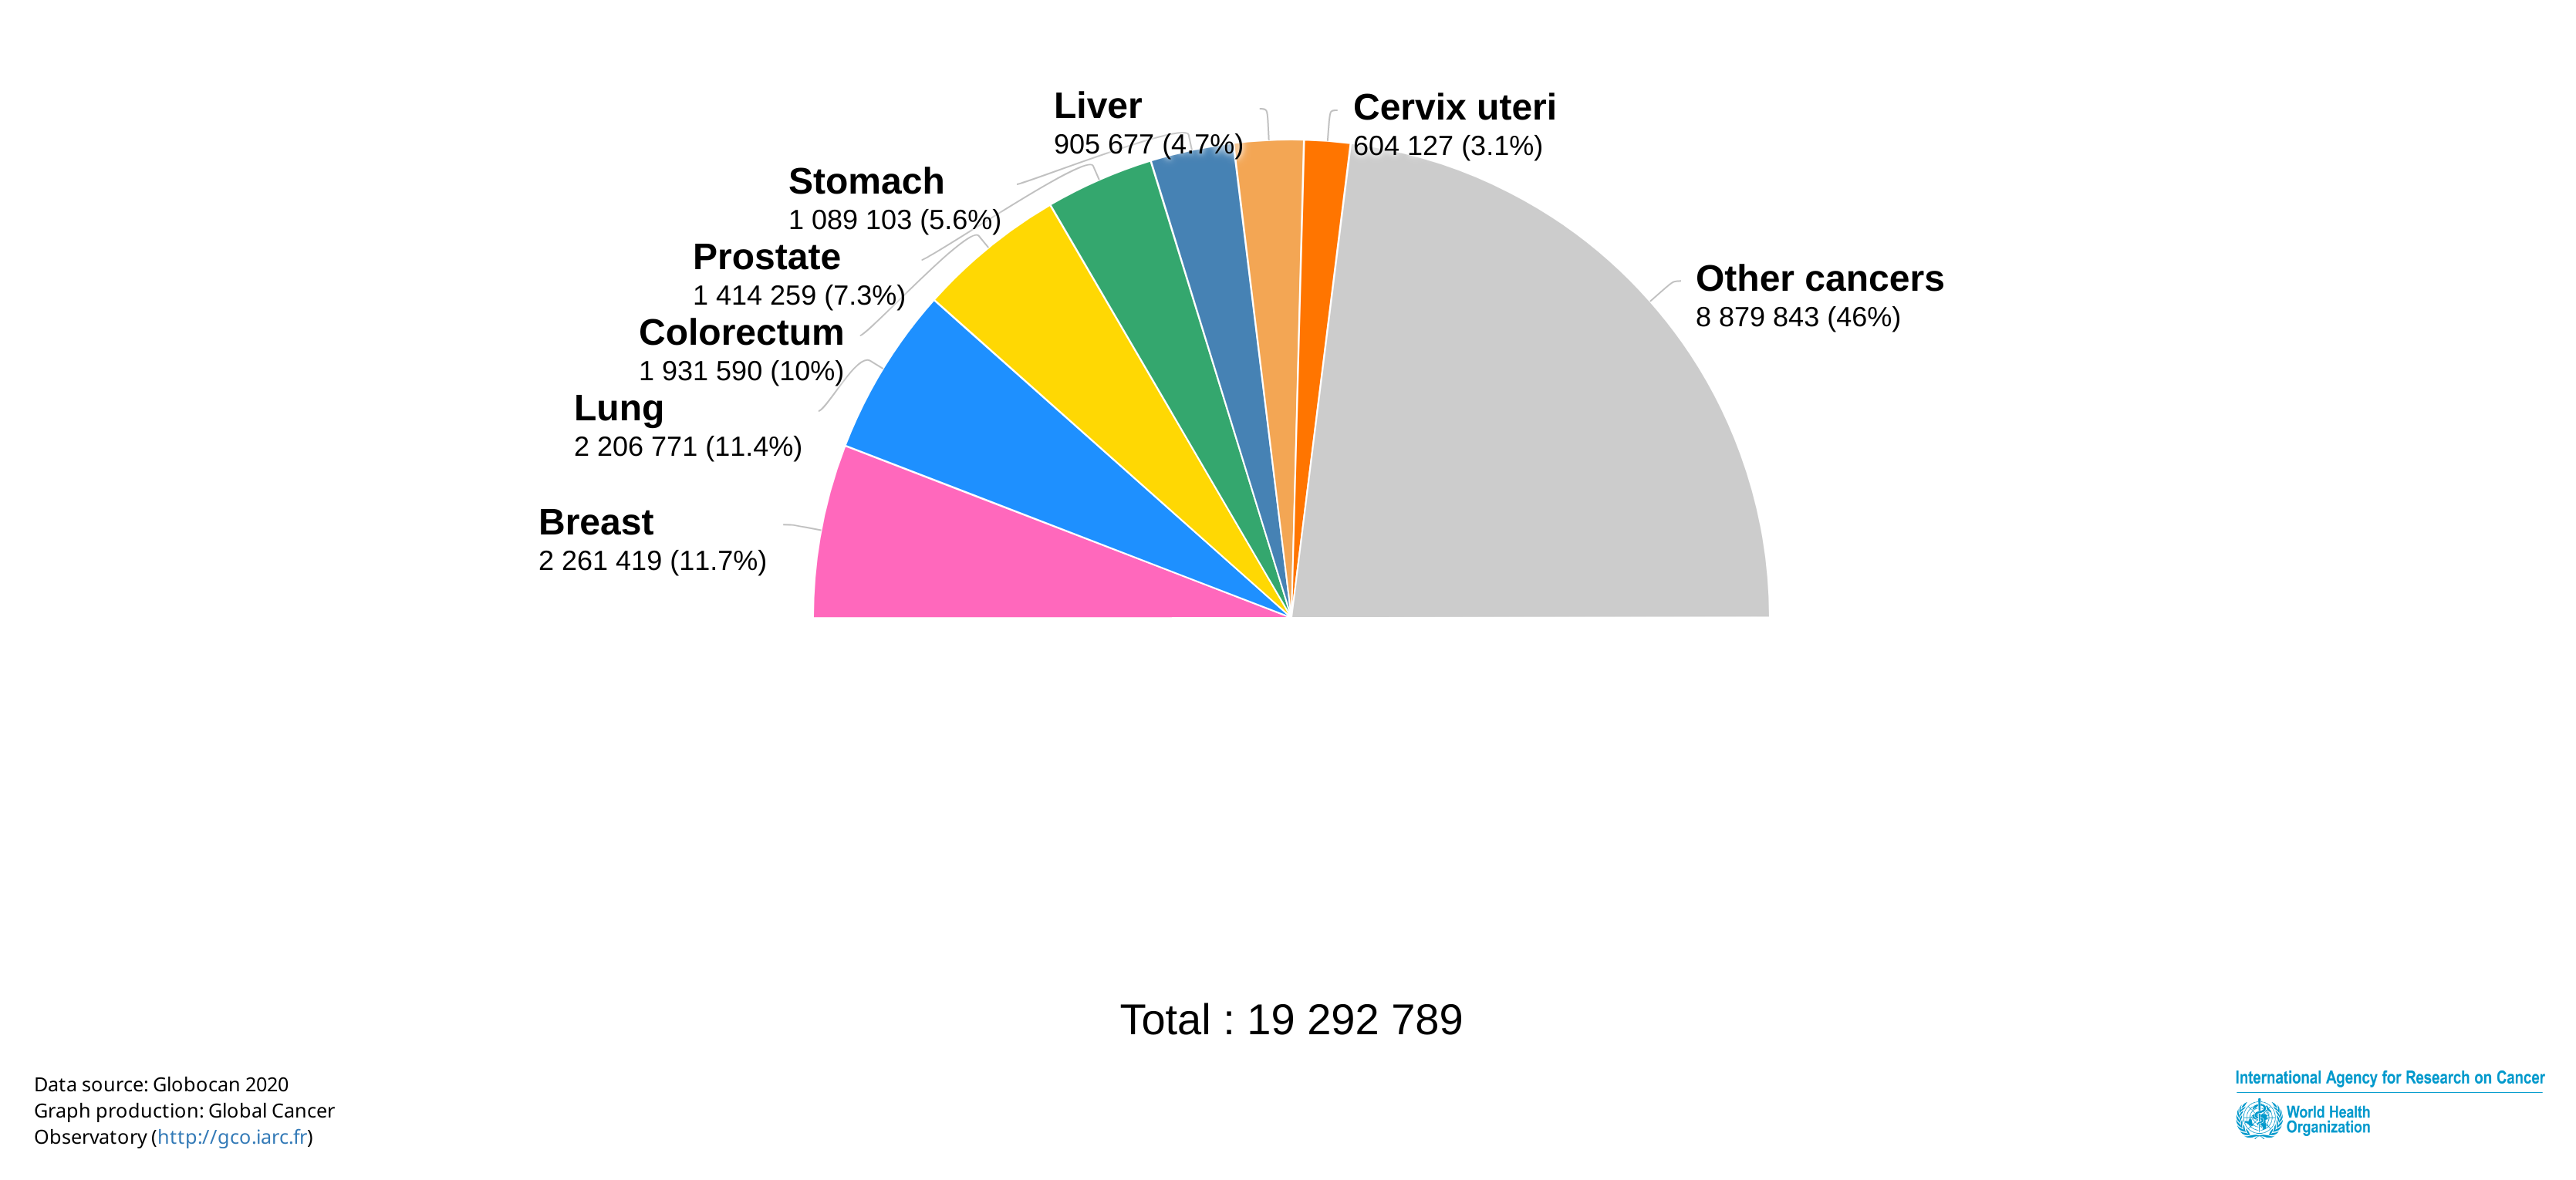 Liver
905 677 (4.7%)
Cervix uteri
604 127 (3.1%)
Stomach
1 089 103 (5.6%)
Prostate
1 414 259 (7.3%)
Other cancers
8 879 843 (46%)
Colorectum
1 931 590 (10%)
Lung
2 206 771 (11.4%)
Breast
2 261 419 (11.7%)
Total : 19 292 789
Data source: Globocan 2020
Graph production: Global Cancer
Observatory (http://gco.iarc.fr)
International Agency for Research on Cancer
World Health
Organization